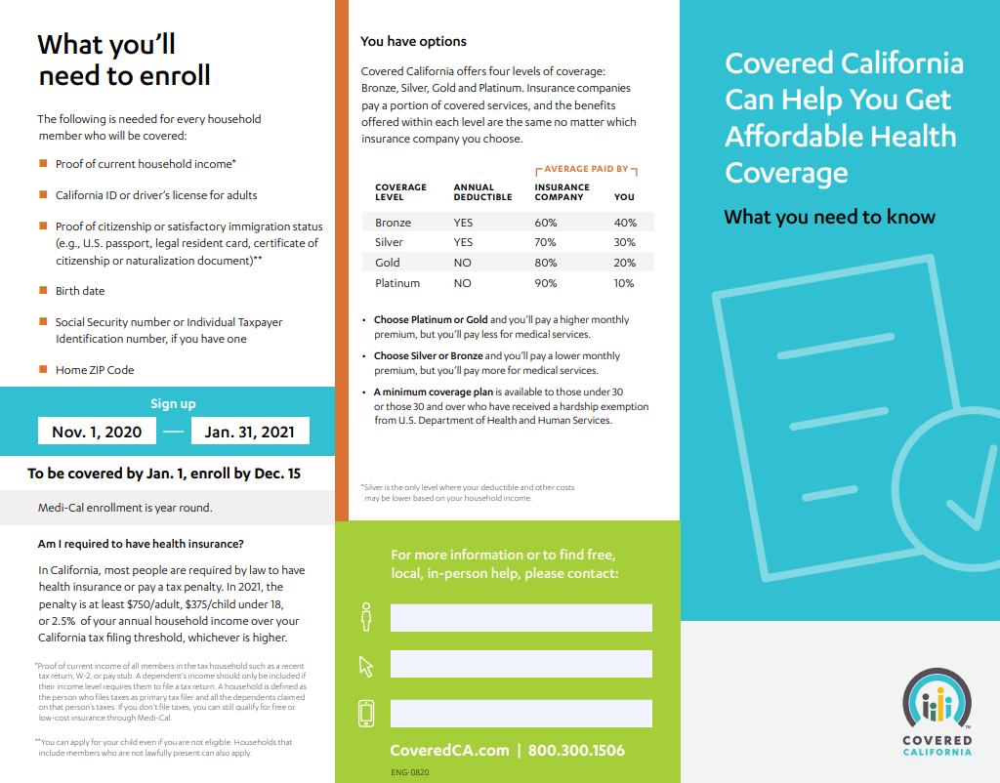 What you'll
need to enroll
The following is needed for every household
member who will be covered:
Proof of current household income*
California ID or driver's license for adults
Proof of citizenship or satisfactory immigration status
(e.g., U.S. passport, legal resident card, certificate of
citizenship or naturalization document)**
Birth date
Social Security number or Individual Taxpayer
Identification number, if you have one
Home ZIP Code
Sign up
Nov. 1, 2020 — Jan. 31, 2021
To be covered by Jan. 1, enroll by Dec. 15
Medi-Cal enrollment is year round.
Am I required to have health insurance?
In California, most people are required by law to have
health insurance or pay a tax penalty. In 2021, the
penalty is at least $750/adult, $375/child under 18,
or 2.5% of your annual household income over your
California tax filing threshold, whichever is higher.
*Proof of current income of all members in the tax household such as a recent
tax return, W-2, or pay stub. A dependent's income should only be included if
their income level requires them to file a tax return. A household is defined as
the person who files taxes as primary tax filer and all the dependents claimed
on that person's taxes. If you don't file taxes, you can still qualify for free or
low-cost insurance through Medi-Cal.
**You can apply for your child even if you are not eligible. Households that
include members who are not lawfully present can also apply.
You have options
Covered California offers four levels of coverage:
Bronze, Silver, Gold and Platinum. Insurance companies
pay a portion of covered services, and the benefits
offered within each level are the same no matter which
insurance company you choose.
AVERAGE PAID BY
COVERAGE LEVEL ANNUAL DEDUCTIBLE INSURANCE COMPANY YOU
Bronze YES 60% 40%
Silver YES 70% 30%
Gold NO 80% 20%
Platinum NO 90% 10%
• Choose Platinum or Gold and you'll pay a higher monthly
premium, but you'll pay less for medical services.
• Choose Silver or Bronze and you'll pay a lower monthly
premium, but you'll pay more for medical services.
• A minimum coverage plan is available to those under 30
or those 30 and over who have received a hardship exemption
from U.S. Department of Health and Human Services.
*Silver is the only level where your deductible and other costs
may be lower based on your household income.
For more information or to find free,
local, in-person help, please contact:
CoveredCA.com | 800.300.1506
ENG-0820
Covered California
Can Help You Get
Affordable Health
Coverage
What you need to know
COVERED
CALIFORNIA
TM